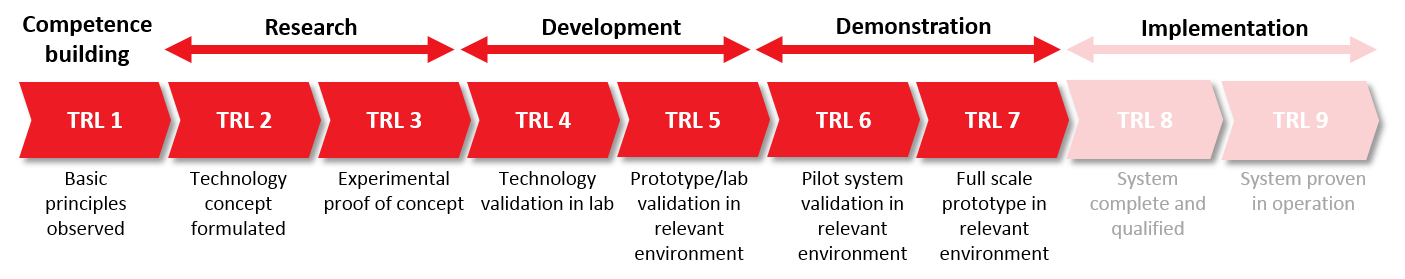 Competence
building
Research
Development
Demonstration
Implementation
TRL 1
TRL 2
TRL 3
TRL 4
TRL 5
TRL 6
TRL 7
TRL 8
TRL 9
Basic
principles
observed
Technology
concept
formulated
Experimental
proof of concept
Technology
validation in lab
Prototype/lab
validation in
relevant
environment
Pilot system
validation in
relevant
environment
Full scale
prototype in
relevant
environment
System
complete and
qualified
System proven
in operation